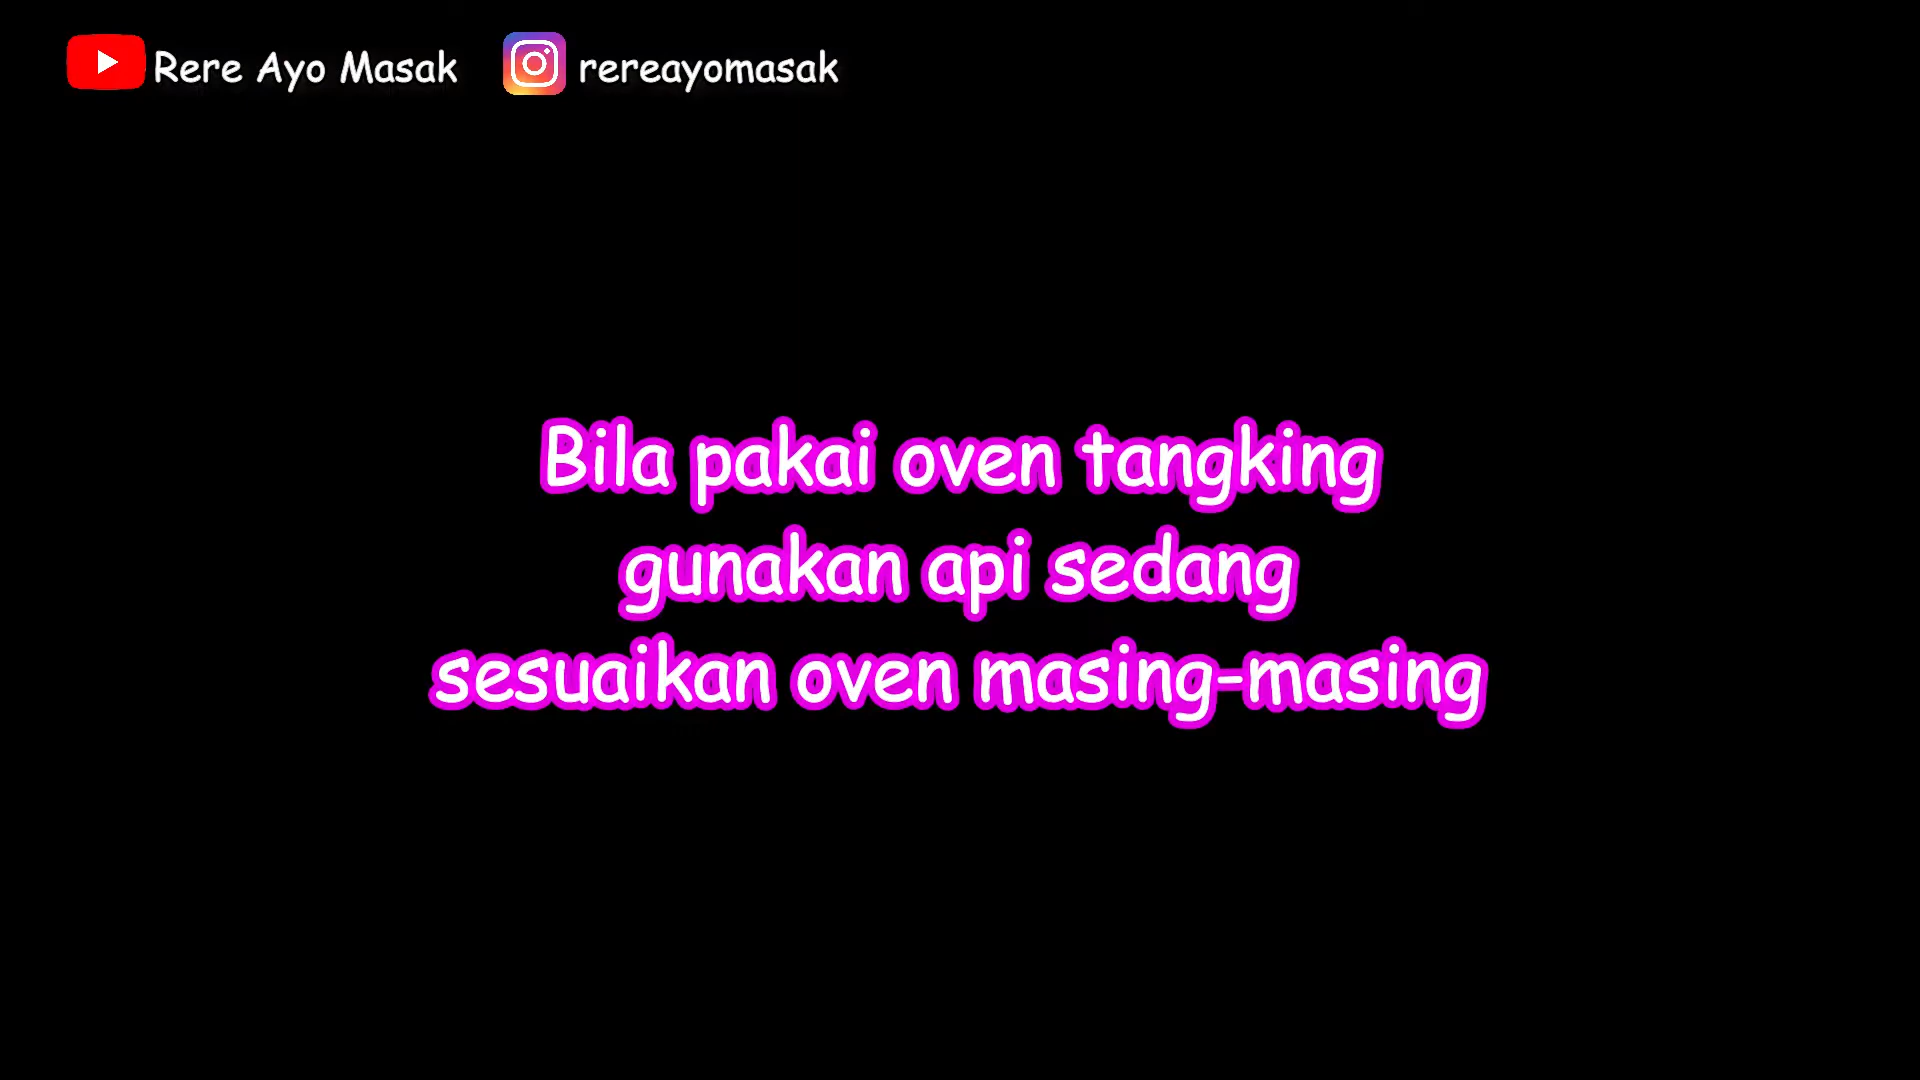 Rere Ayo Masak rereayomasak
Bila pakai oven tangking
gunakan api sedang
sesuaikan oven masing-masing